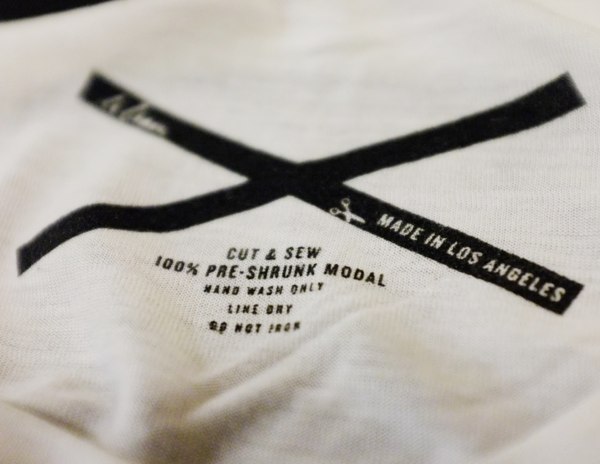 MADE IN LOS ANGELES
CUT & SEW
100% PRE-SHRUNK MODAL
HAND WASH ONLY
LINE DRY
DO NOT IRON